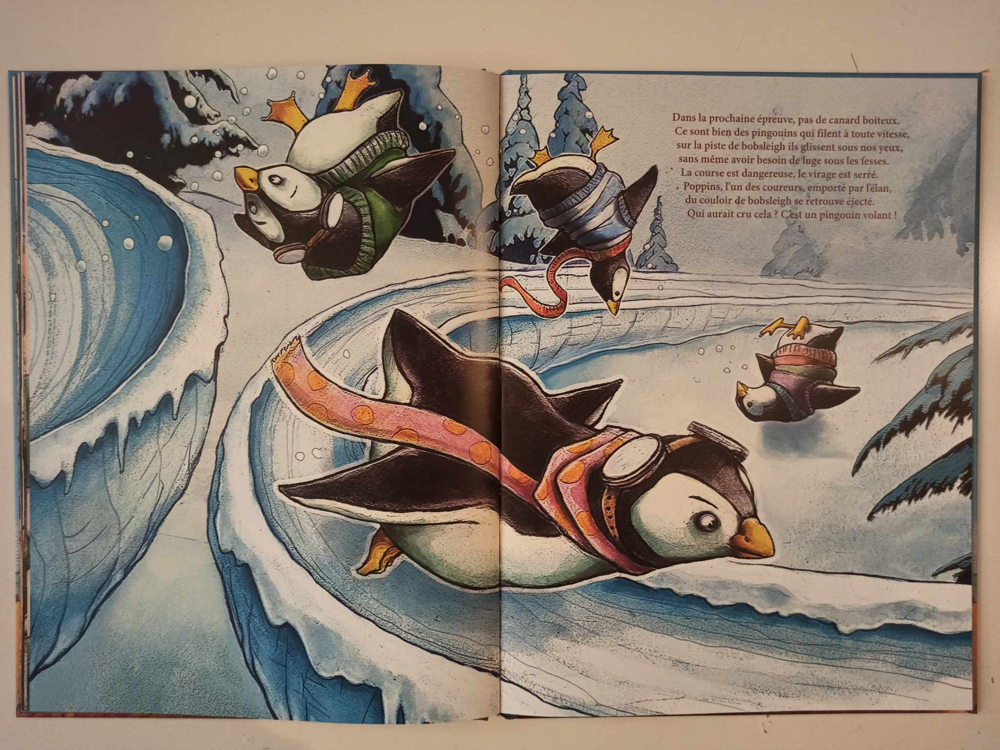 Dans la prochaine épreuve, pas de canard boiteux.
Ce sont bien des pingouins qui filent à toute vitesse,
sur la piste de bobsleigh ils glissent sous nos yeux,
sans même avoir besoin de luge sous les fesses.
La course est dangereuse, le virage est serré.
Poppins, l'un des coureurs, emporté par l'élan,
du couloir de bobsleigh se retrouve éjecté.
Qui aurait cru cela ? C'est un pingouin volant !